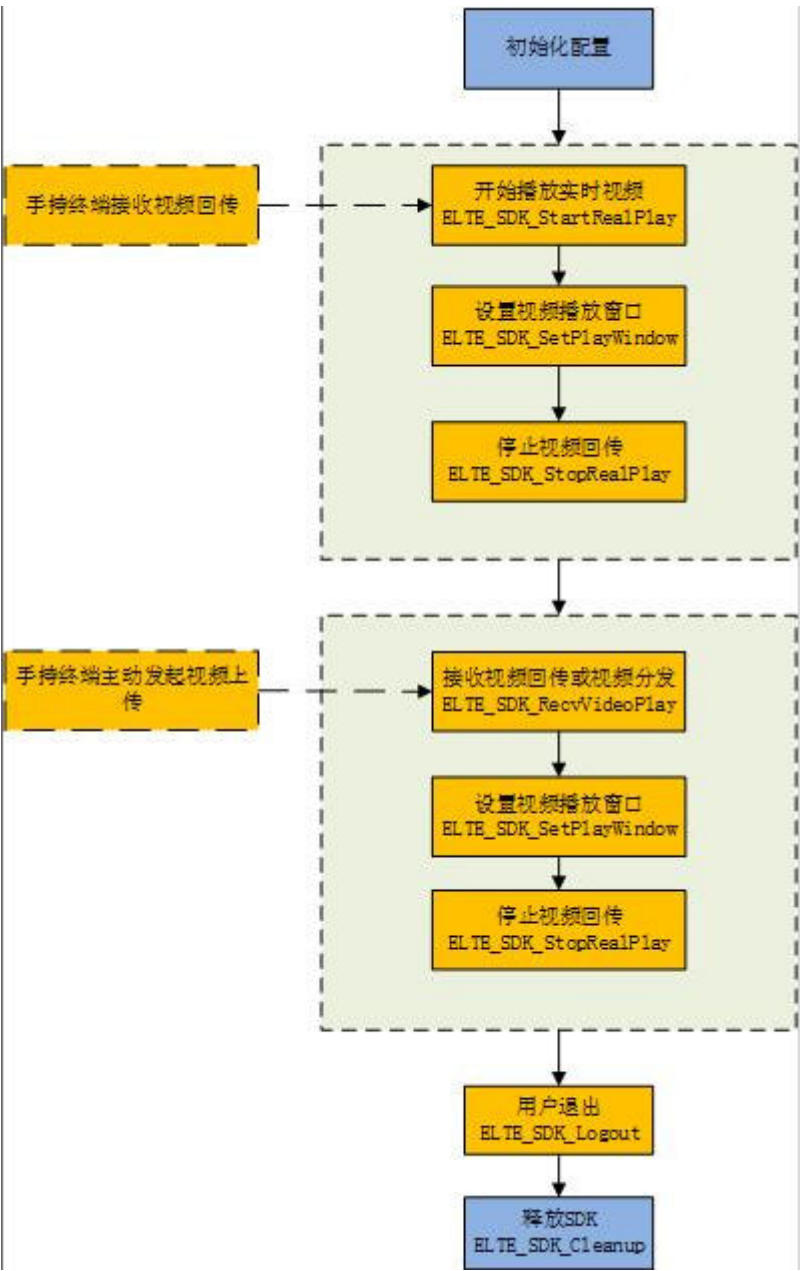 初始化配置
手持终端接收视频回传
开始播放实时视频
ELTE_SDK_StartRealPlay
设置视频播放窗口
ELTE_SDK_SetPlayWindow
停止视频回传
ELTE_SDK_StopRealPlay
手持终端主动发起视频上
传
接收视频回传或视频分发
ELTE_SDK_RecvVideoPlay
设置视频播放窗口
ELTE_SDK_SetPlayWindow
停止视频回传
ELTE_SDK_StopRealPlay
用户退出
ELTE_SDK_Logout
释放SDK
ELTE_SDK_Cleanup